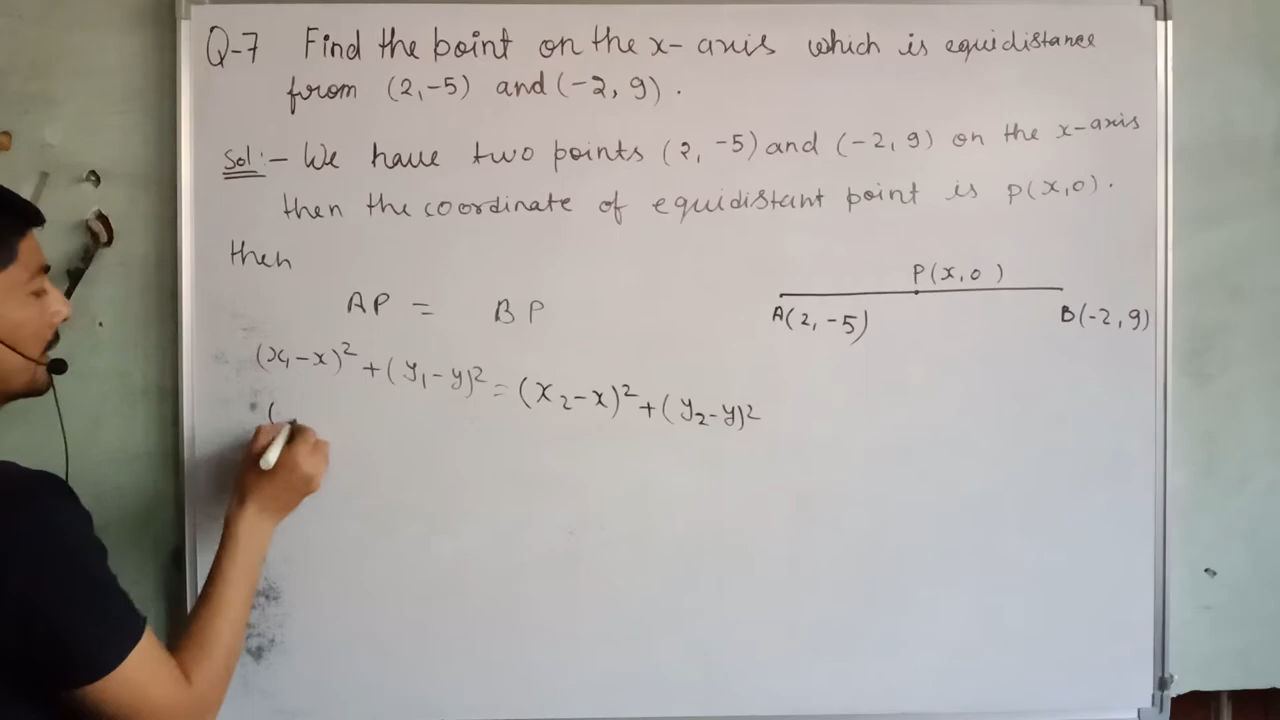 Q-7 Find the point on the x-axis which is equidistance
from (2,-5) and (-2, 9).
Sol:- We have two points (2, -5) and (-2, 9) on the x-axis
then the coordinate of equidistant point is P(x,0).
then
P(x,0)
AP = BP
A(2, -5) B(-2, 9)
(x₁-x)²+(y₁-y)²=(x₂-x)²+(y₂-y)²
(